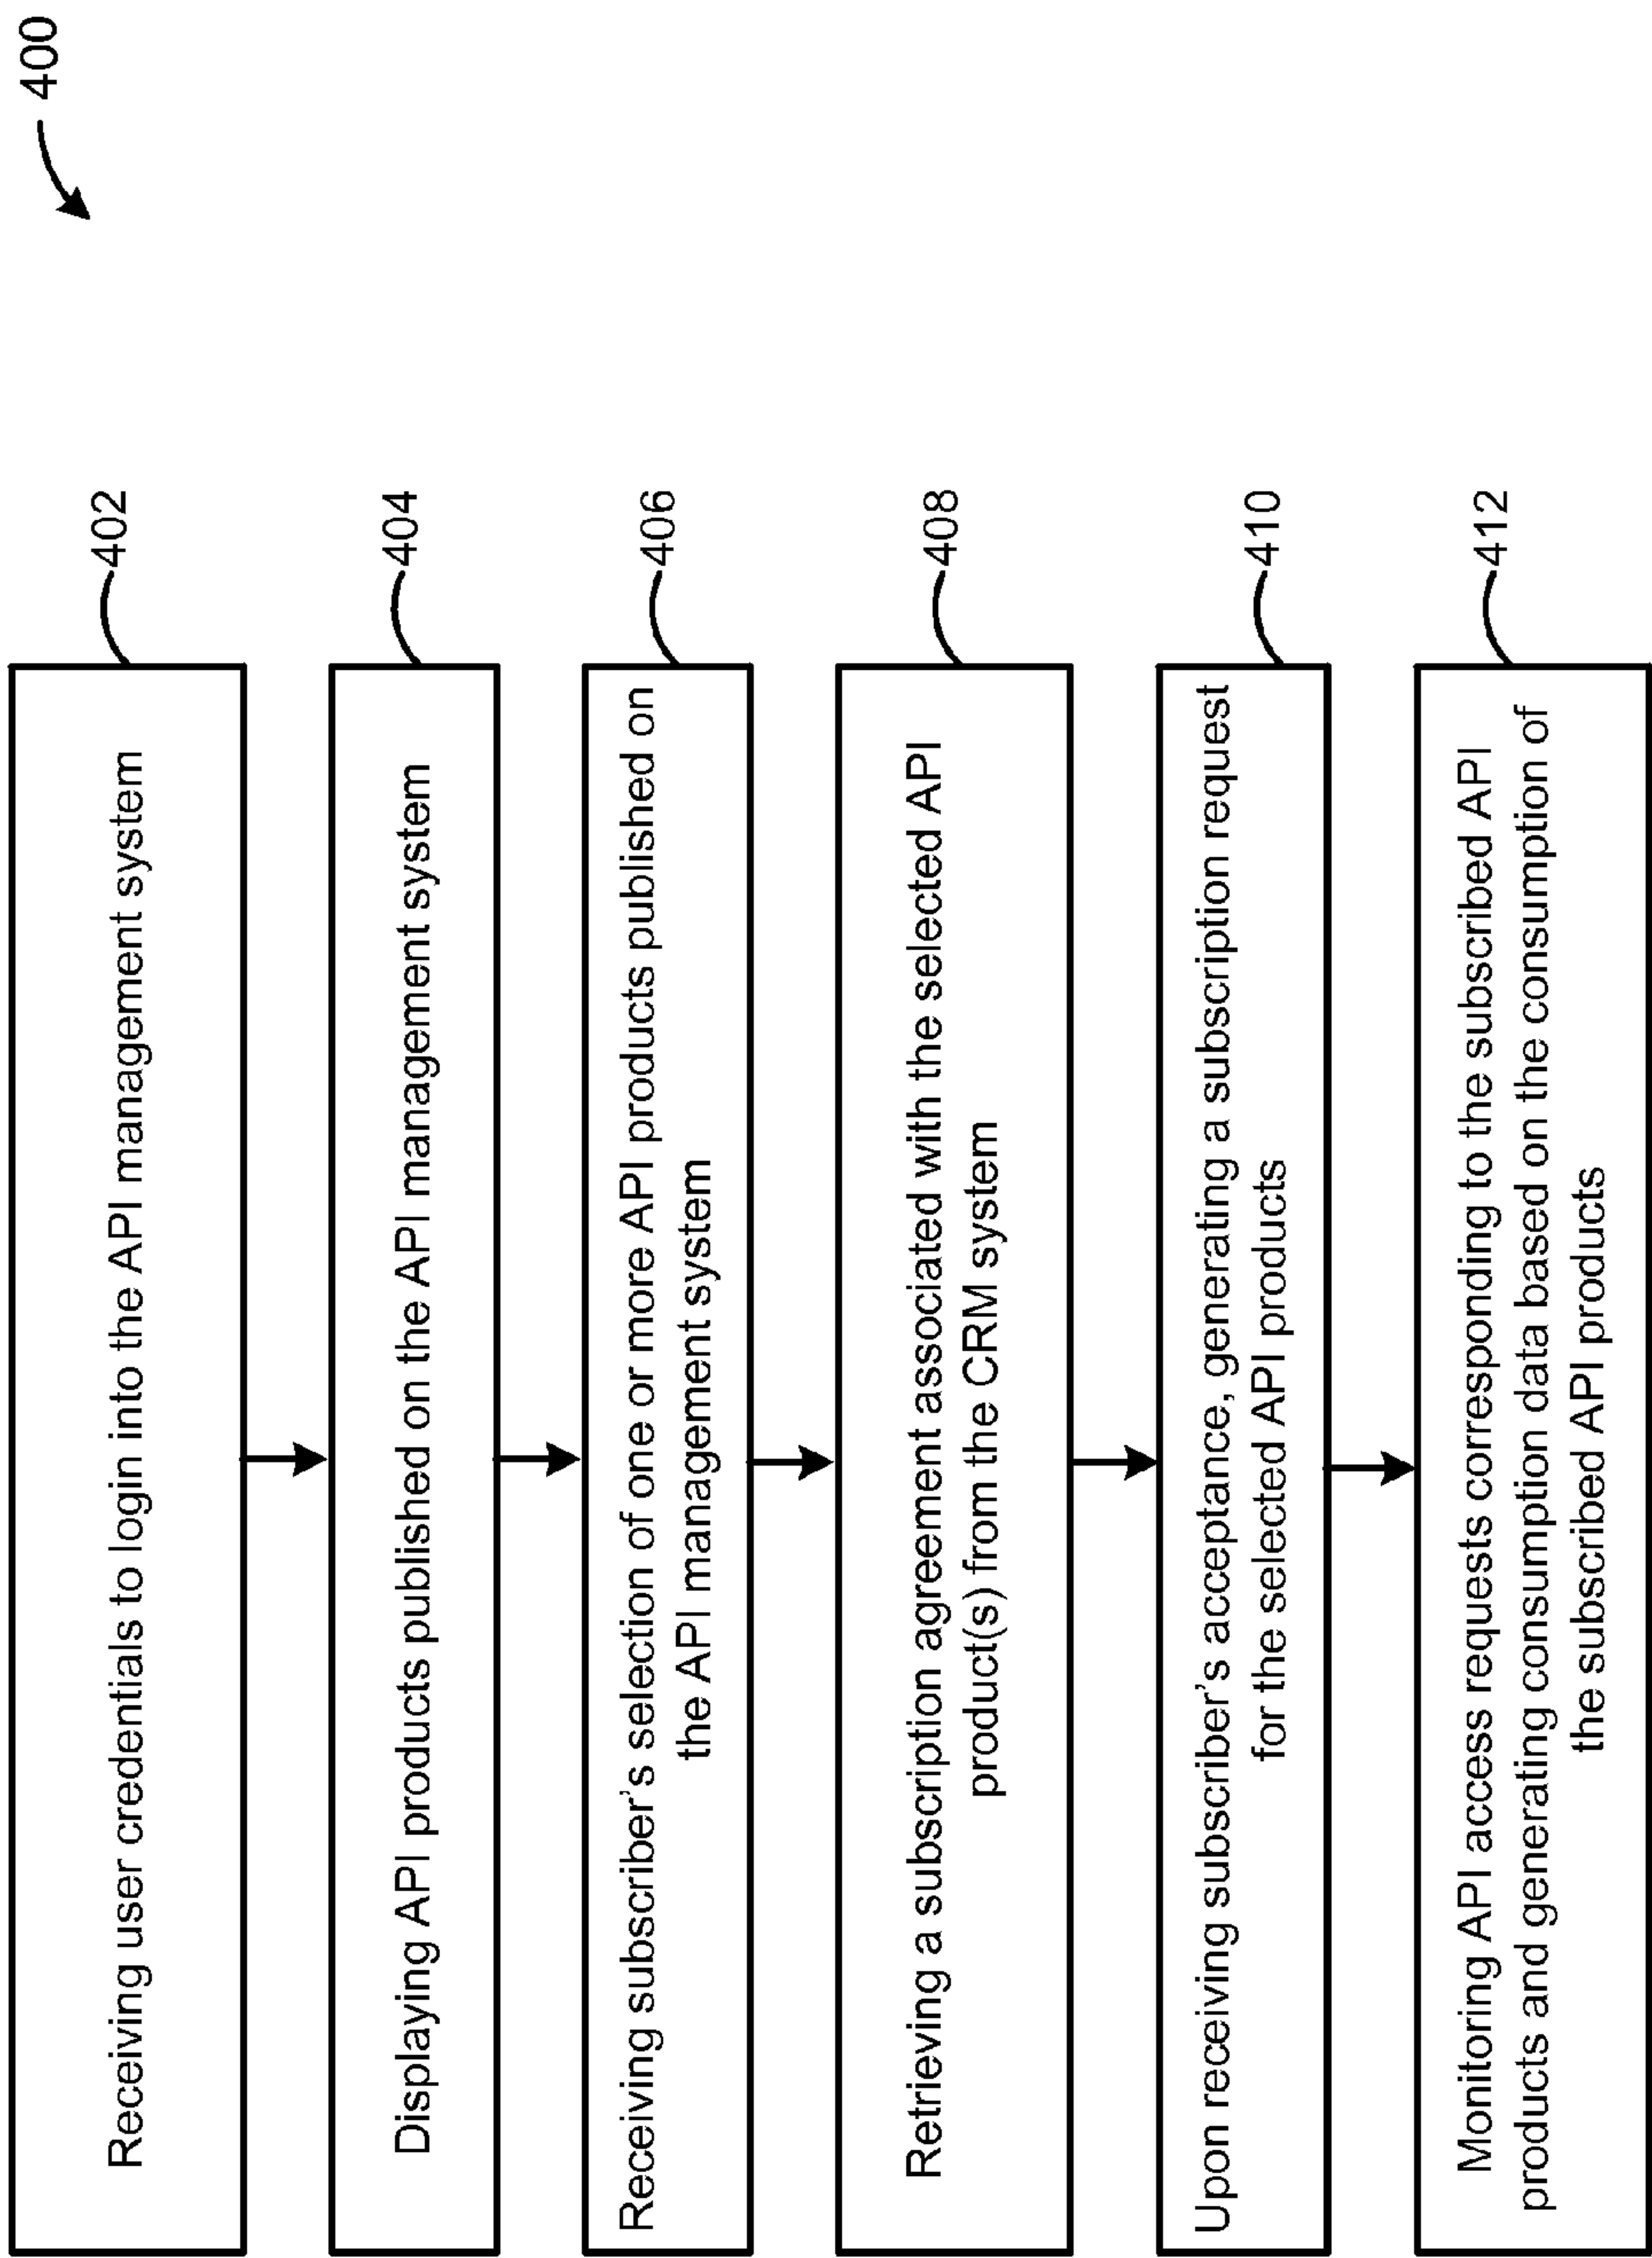 400
Receiving user credentials to login into the API management system
402
Displaying API products published on the API management system
404
Receiving subscriber's selection of one or more API products published on
the API management system
406
Retrieving a subscription agreement associated with the selected API
product(s) from the CRM system
408
Upon receiving subscriber's acceptance, generating a subscription request
for the selected API products
410
Monitoring API access requests corresponding to the subscribed API
products and generating consumption data based on the consumption of
the subscribed API products
412